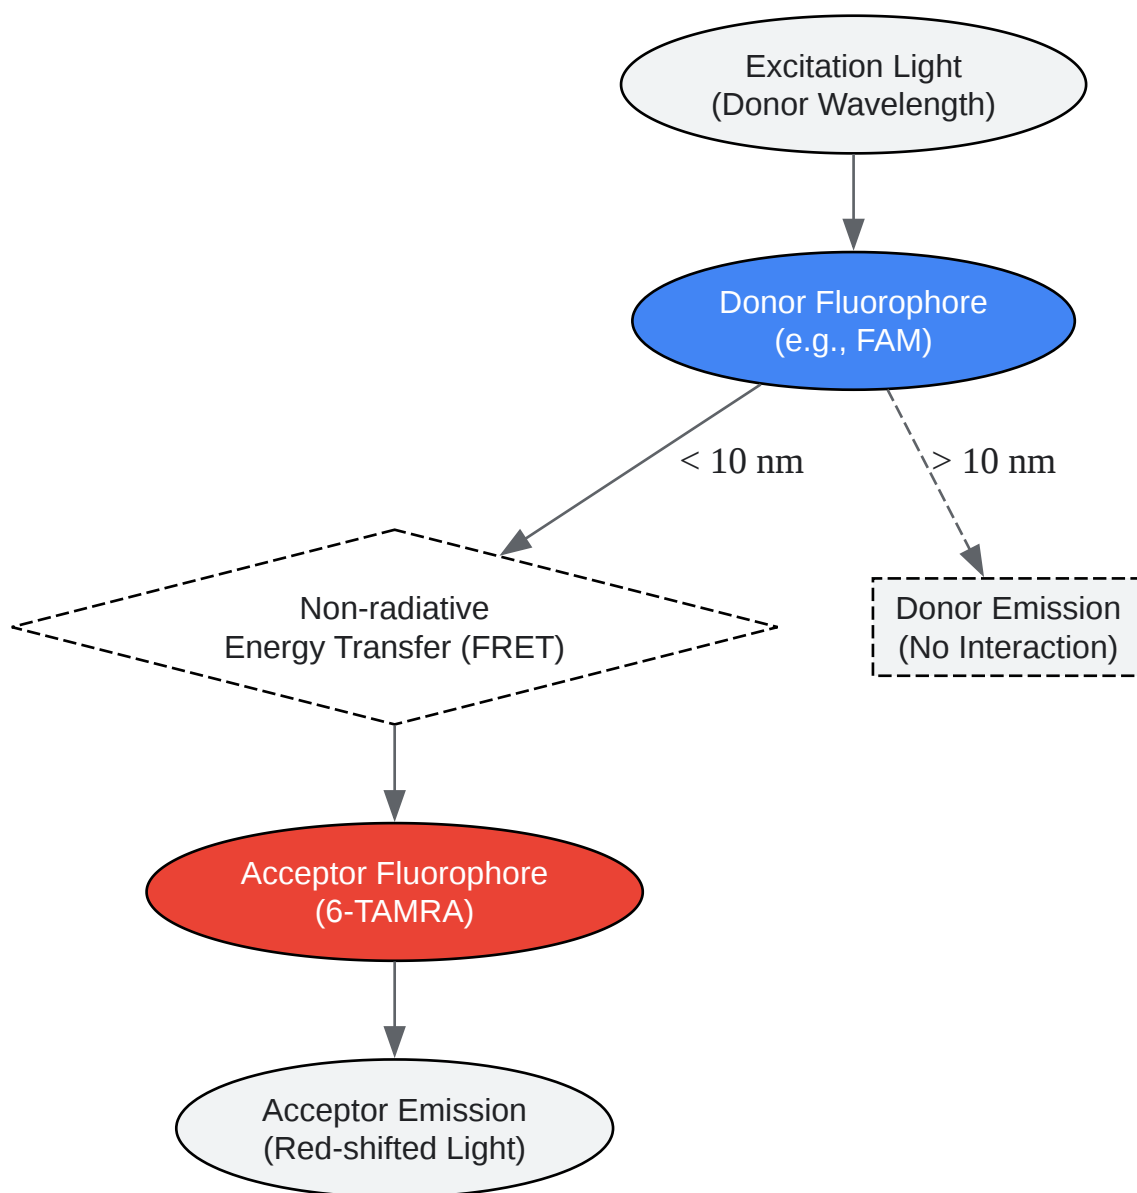 Excitation Light
(Donor Wavelength)
Donor Fluorophore
(e.g., FAM)
< 10 nm
> 10 nm
Non-radiative
Energy Transfer (FRET)
Donor Emission
(No Interaction)
Acceptor Fluorophore
(6-TAMRA)
Acceptor Emission
(Red-shifted Light)